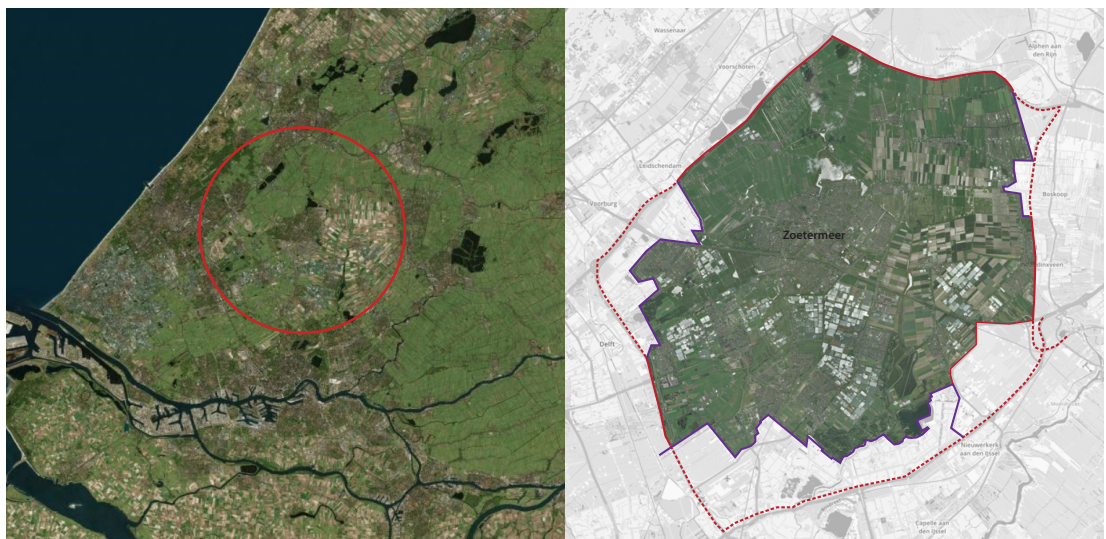 Wassenaar
Voorschoten
Alphen aan
den Rijn
Leidschendam
Voorburg
Boskoop
Zoetermeer
Delft
Nieuwerkerk
aan den IJssel
Capelle aan
den IJssel